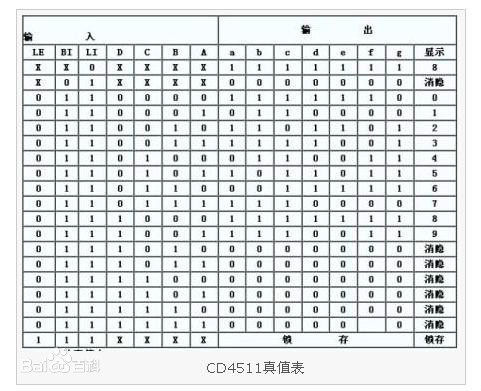 输 入 输 出
LE BI LI D C B A a b c d e f g 显示
X X 0 X X X X 1 1 1 1 1 1 1 8
X 0 1 X X X X 0 0 0 0 0 0 0 消隐
0 1 1 0 0 0 0 1 1 1 1 1 1 0 0
0 1 1 0 0 0 1 0 1 1 0 0 0 0 1
0 1 1 0 0 1 0 1 1 0 1 1 0 1 2
0 1 1 0 0 1 1 1 1 1 1 0 0 1 3
0 1 1 0 1 0 0 0 1 1 0 0 1 1 4
0 1 1 0 1 0 1 1 0 1 1 0 1 1 5
0 1 1 0 1 1 0 0 0 1 1 1 1 1 6
0 1 1 0 1 1 1 1 1 1 0 0 0 0 7
0 1 1 1 0 0 0 1 1 1 1 1 1 1 8
0 1 1 1 0 0 1 1 1 1 0 0 1 1 9
0 1 1 1 0 1 0 0 0 0 0 0 0 0 消隐
0 1 1 1 0 1 1 0 0 0 0 0 0 0 消隐
0 1 1 1 1 0 0 0 0 0 0 0 0 0 消隐
0 1 1 1 1 0 1 0 0 0 0 0 0 0 消隐
0 1 1 1 1 1 0 0 0 0 0 0 0 0 消隐
0 1 1 1 1 1 1 0 0 0 0 0 0 消隐
1 1 1 X X X X 锁 存 锁存
Bai百科
CD4511真值表